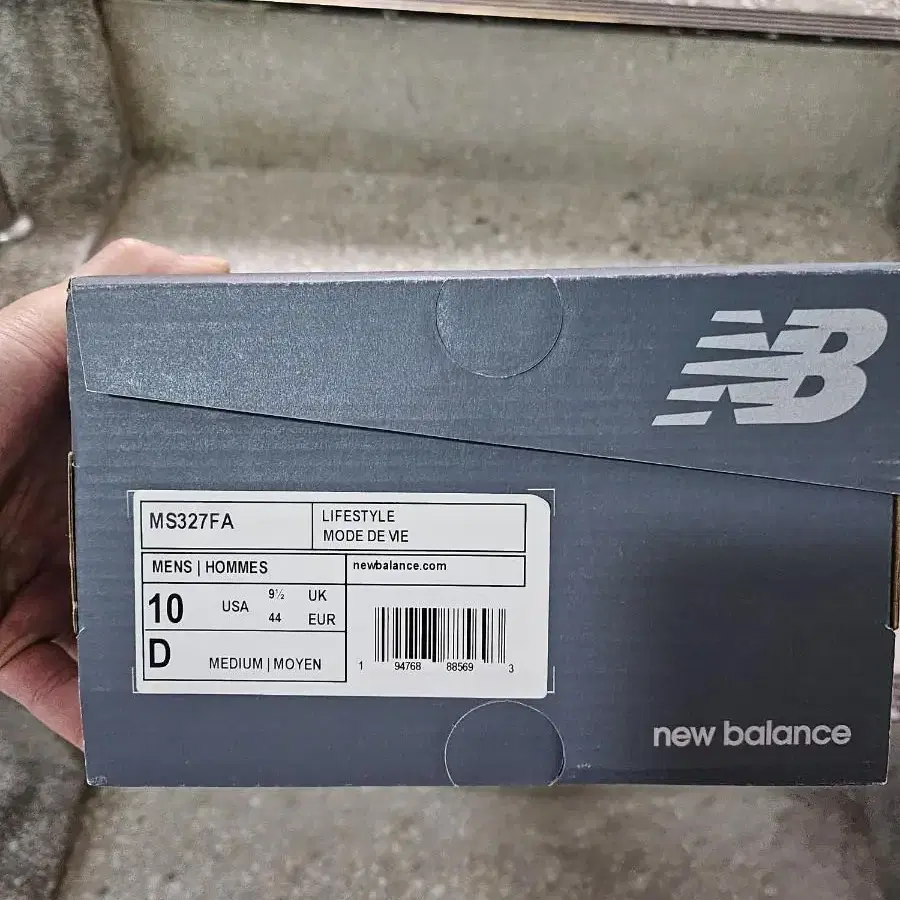 NB
MS327FA
LIFESTYLE
MODE DE VIE
MENS | HOMMES
newbalance.com
10 USA 9½ UK
44 EUR
D MEDIUM | MOYEN
1 94768 88569 3
new balance